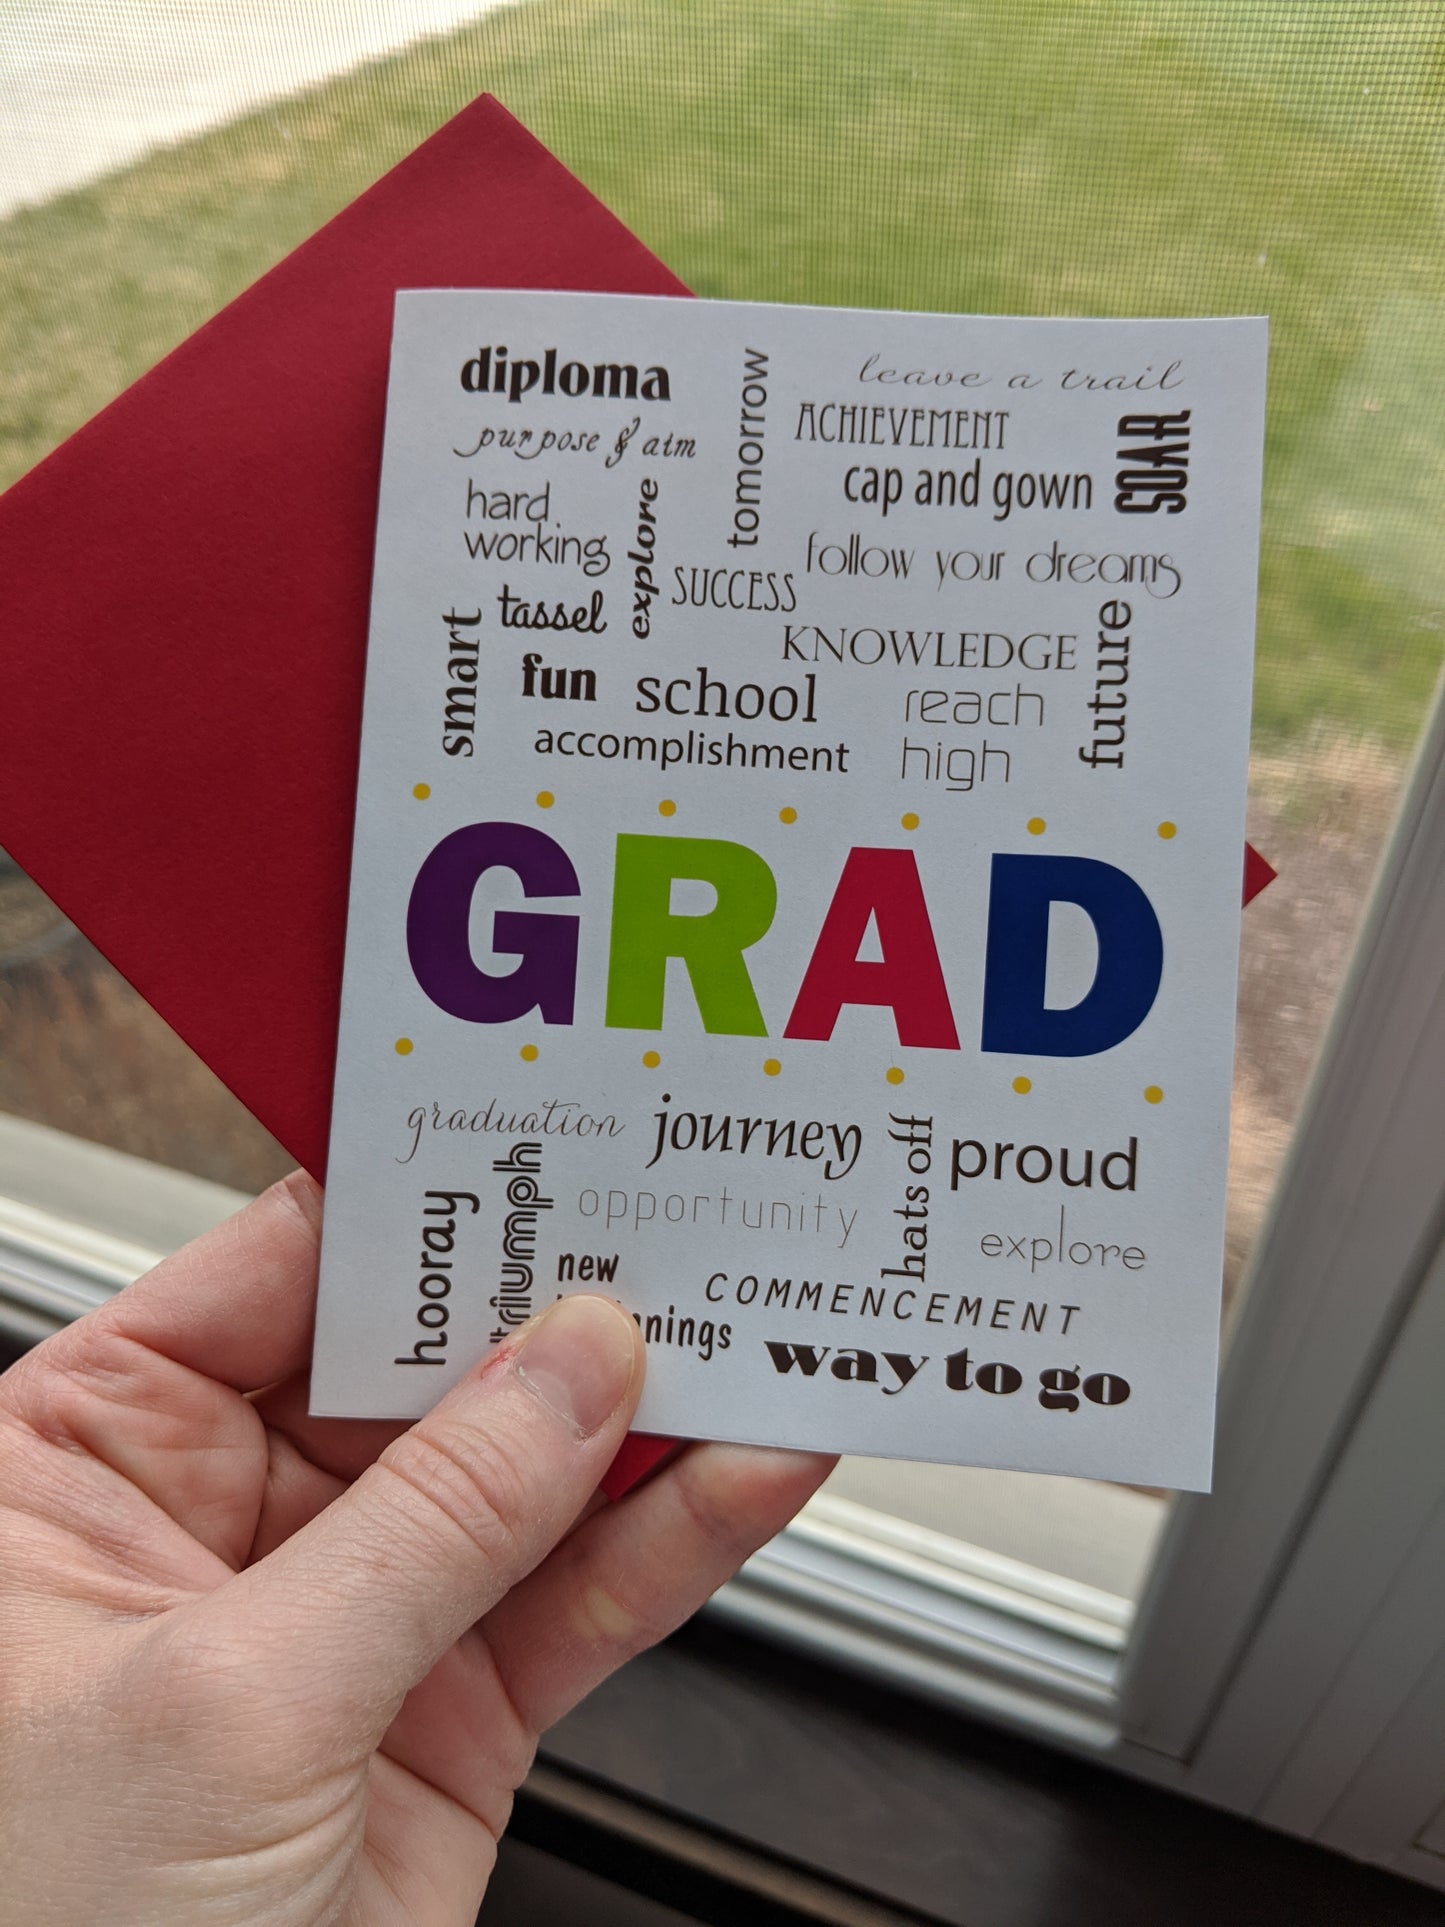 diploma
tomorrow
leave a trail
purpose & aim
ACHIEVEMENT
SOAR
cap and gown
hard
working
explore
follow your dreams
SUCCESS
tassel
future
smart
KNOWLEDGE
fun
school
reach
high
accomplishment
GRAD
graduation
journey
hats off
proud
hooray
triumph
opportunity
explore
new
nnings
COMMENCEMENT
way to go